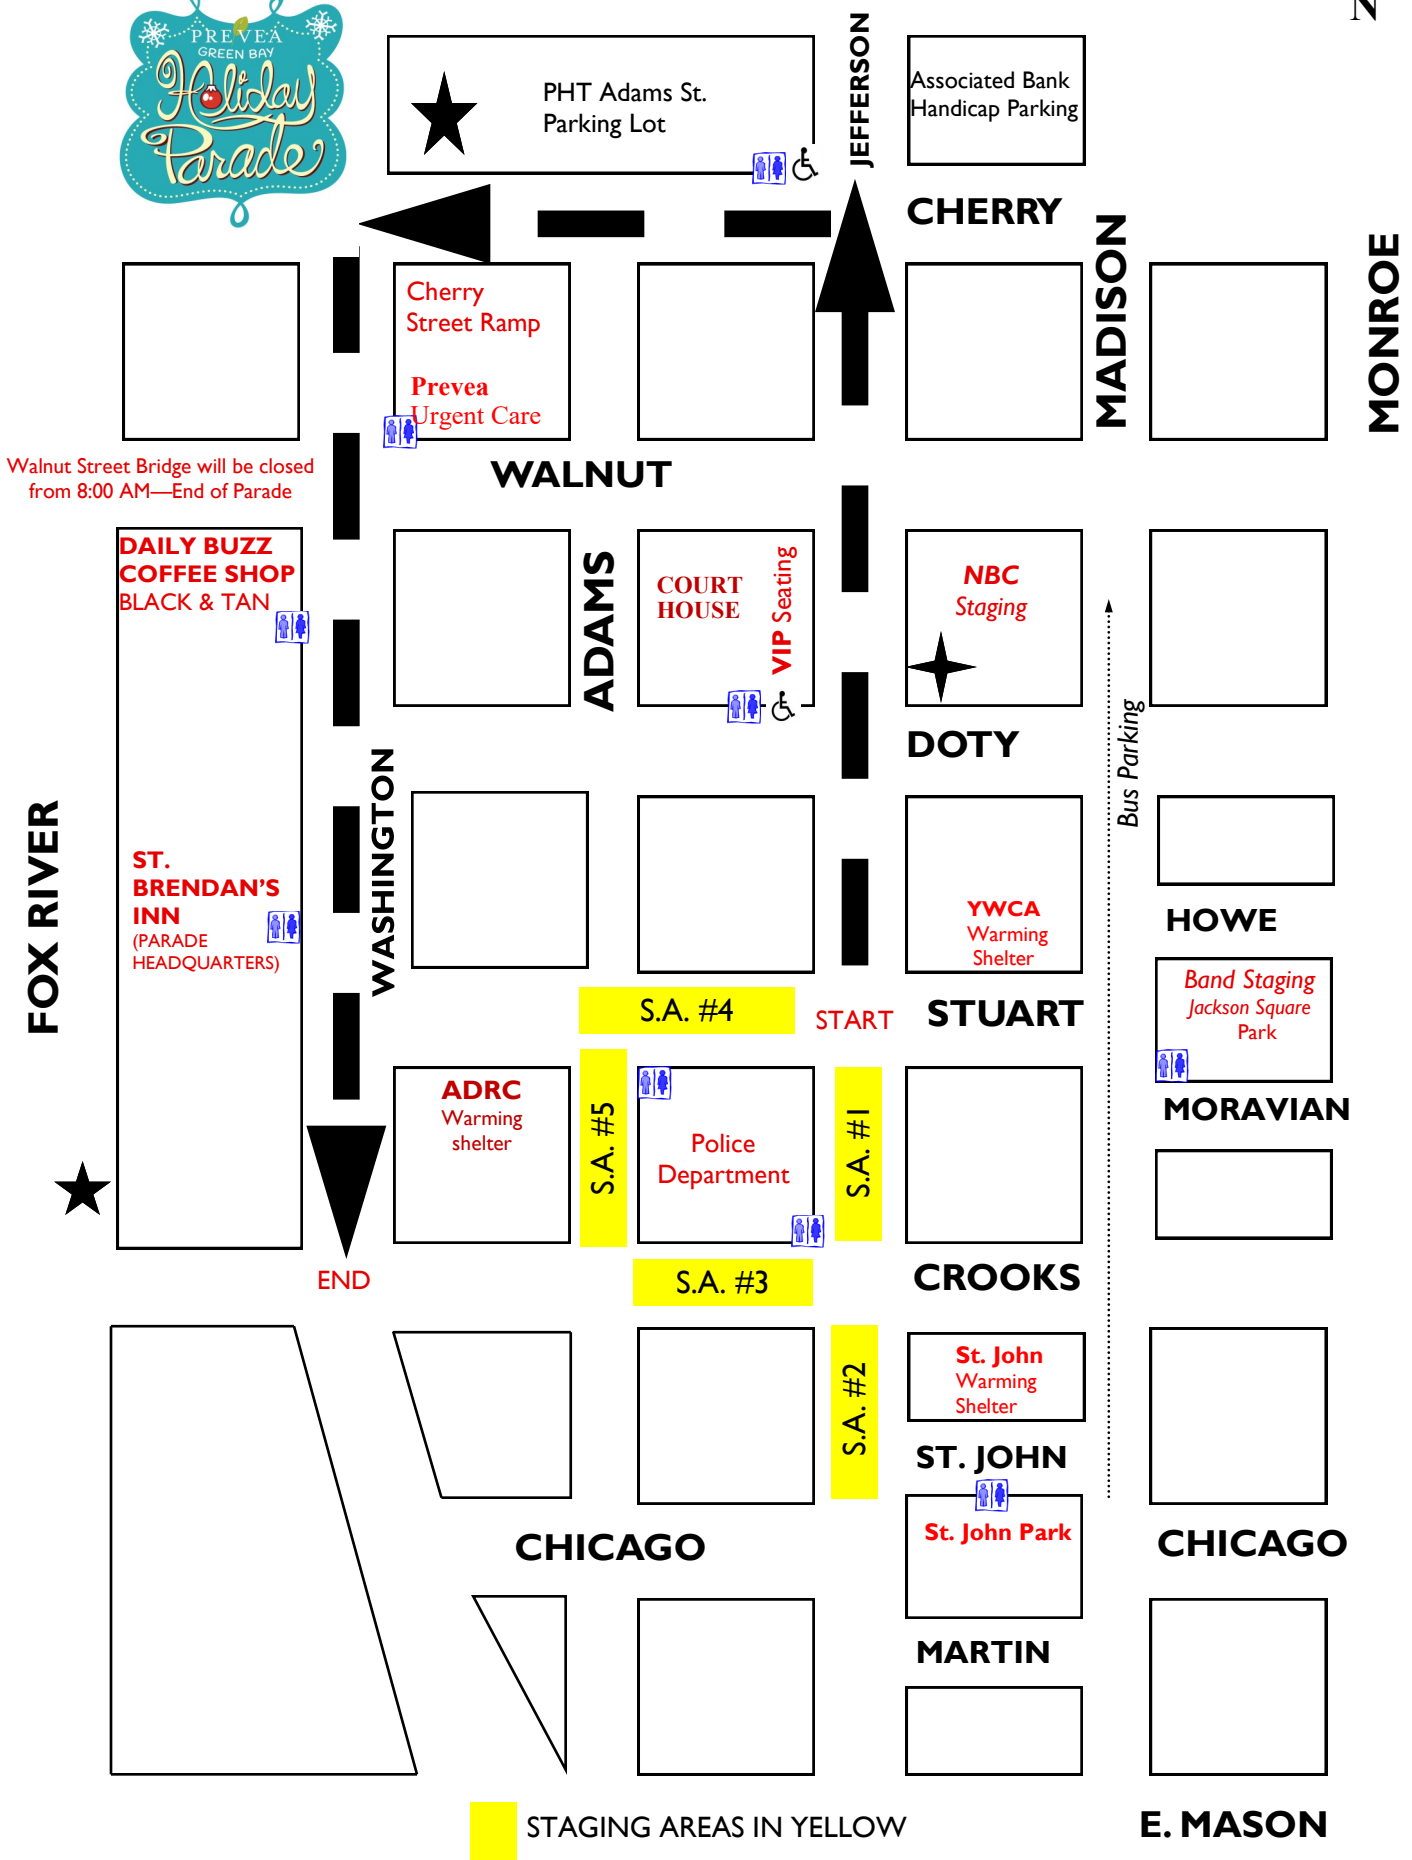 N
PREVEA
GREEN BAY
Holiday
Parade
PHT Adams St.
Parking Lot
JEFFERSON
Associated Bank
Handicap Parking
CHERRY
MADISON
MONROE
Cherry
Street Ramp
Prevea
Urgent Care
Walnut Street Bridge will be closed
from 8:00 AM—End of Parade
WALNUT
DAILY BUZZ
COFFEE SHOP
BLACK & TAN
ADAMS
COURT
HOUSE
VIP Seating
NBC
Staging
DOTY
Bus Parking
WASHINGTON
FOX RIVER
ST.
BRENDAN'S
INN
(PARADE
HEADQUARTERS)
YWCA
Warming
Shelter
HOWE
Band Staging
Jackson Square
Park
S.A. #4
START
STUART
ADRC
Warming
shelter
S.A. #5
Police
Department
S.A. #1
MORAVIAN
END
S.A. #3
CROOKS
S.A. #2
St. John
Warming
Shelter
ST. JOHN
St. John Park
CHICAGO
CHICAGO
MARTIN
STAGING AREAS IN YELLOW
E. MASON